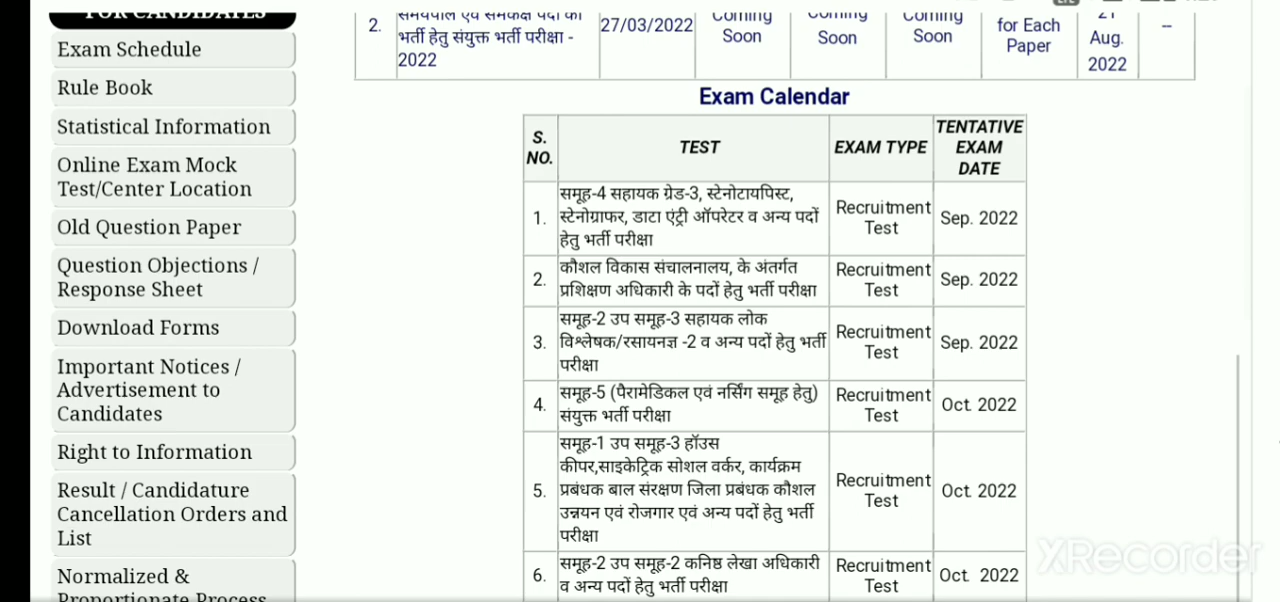 FOR CANDIDATES
Exam Schedule
Rule Book
Statistical Information
Online Exam Mock
Test/Center Location
Old Question Paper
Question Objections /
Response Sheet
Download Forms
Important Notices /
Advertisement to
Candidates
Right to Information
Result / Candidature
Cancellation Orders and
List
Normalized &
Proportionate Process
2.
समयपाल एवं समकक्ष पदों की
भर्ती हेतु संयुक्त भर्ती परीक्षा -
2022
27/03/2022
Coming
Soon
Coming
Soon
Coming
Soon
for Each
Paper
21
Aug.
2022
--
Exam Calendar
S.
NO.
TEST
EXAM TYPE
TENTATIVE
EXAM
DATE
1.
समूह-4 सहायक ग्रेड-3, स्टेनोटायपिस्ट,
स्टेनोग्राफर, डाटा एंट्री ऑपरेटर व अन्य पदों
हेतु भर्ती परीक्षा
Recruitment
Test
Sep. 2022
2.
कौशल विकास संचालनालय, के अंतर्गत
प्रशिक्षण अधिकारी के पदों हेतु भर्ती परीक्षा
Recruitment
Test
Sep. 2022
3.
समूह-2 उप समूह-3 सहायक लोक
विश्लेषक/रसायनज्ञ -2 व अन्य पदों हेतु भर्ती
परीक्षा
Recruitment
Test
Sep. 2022
4.
समूह-5 (पैरामेडिकल एवं नर्सिंग समूह हेतु)
संयुक्त भर्ती परीक्षा
Recruitment
Test
Oct. 2022
5.
समूह-1 उप समूह-3 हॉउस
कीपर,साइकेट्रिक सोशल वर्कर, कार्यक्रम
प्रबंधक बाल संरक्षण जिला प्रबंधक कौशल
उन्नयन एवं रोजगार एवं अन्य पदों हेतु भर्ती
परीक्षा
Recruitment
Test
Oct. 2022
6.
समूह-2 उप समूह-2 कनिष्ठ लेखा अधिकारी
व अन्य पदों हेतु भर्ती परीक्षा
Recruitment
Test
Oct. 2022
XRecorder